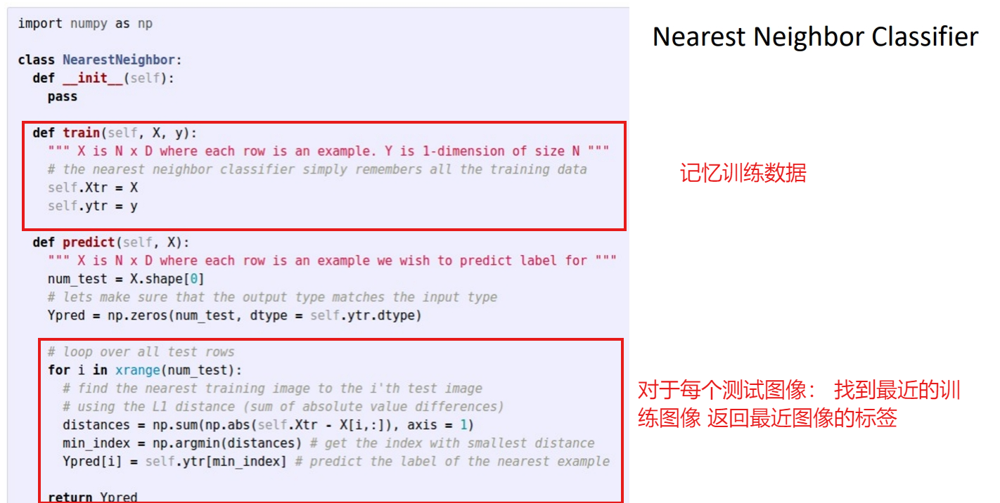 import numpy as np
class NearestNeighbor:
def __init__(self):
pass
def train(self, X, y):
""" X is N x D where each row is an example. Y is 1-dimension of size N """
# the nearest neighbor classifier simply remembers all the training data
self.Xtr = X
self.ytr = y
def predict(self, X):
""" X is N x D where each row is an example we wish to predict label for """
num_test = X.shape[0]
# lets make sure that the output type matches the input type
Ypred = np.zeros(num_test, dtype = self.ytr.dtype)
# loop over all test rows
for i in xrange(num_test):
# find the nearest training image to the i'th test image
# using the L1 distance (sum of absolute value differences)
distances = np.sum(np.abs(self.Xtr - X[i,:]), axis = 1)
min_index = np.argmin(distances) # get the index with smallest distance
Ypred[i] = self.ytr[min_index] # predict the label of the nearest example
return Ypred
Nearest Neighbor Classifier
记忆训练数据
对于每个测试图像： 找到最近的训
练图像 返回最近图像的标签